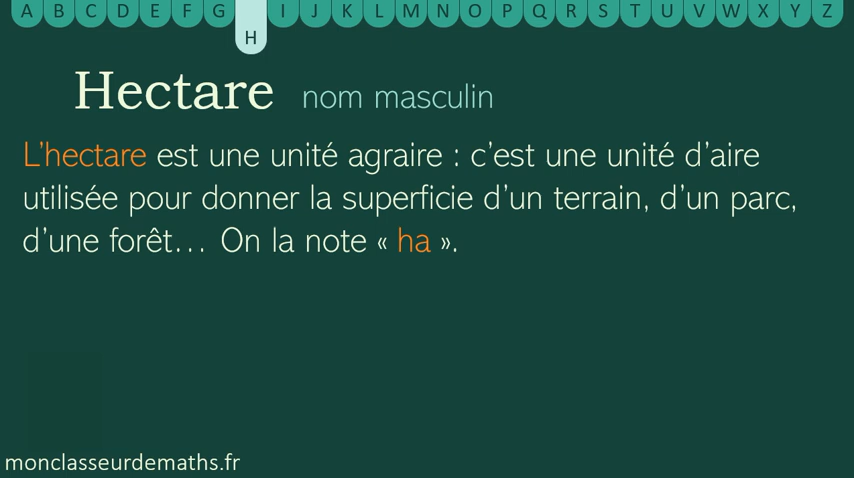 A B C D E F G H I J K L M N O P Q R S T U V W X Y Z
Hectare nom masculin
L’hectare est une unité agraire : c’est une unité d’aire
utilisée pour donner la superficie d’un terrain, d’un parc,
d’une forêt… On la note « ha ».
monclasseurdemaths.fr